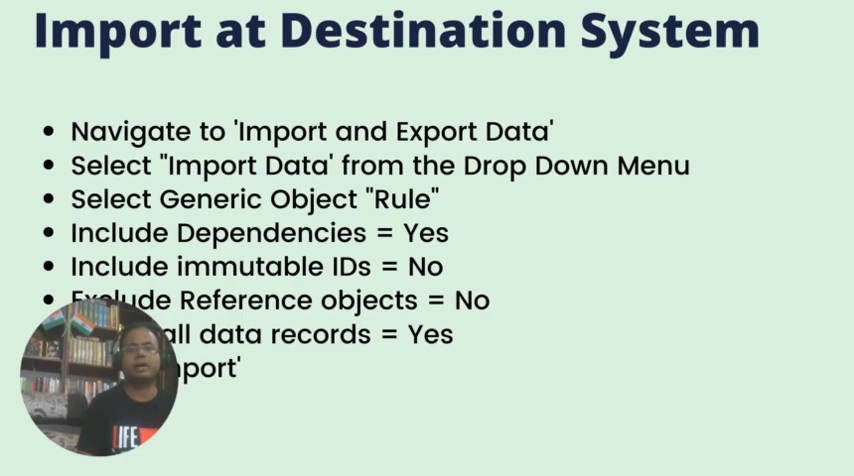 Import at Destination System
• Navigate to 'Import and Export Data'
• Select "Import Data' from the Drop Down Menu
• Select Generic Object "Rule"
• Include Dependencies = Yes
• Include immutable IDs = No
• Exclude Reference objects = No
all data records = Yes
LIFE